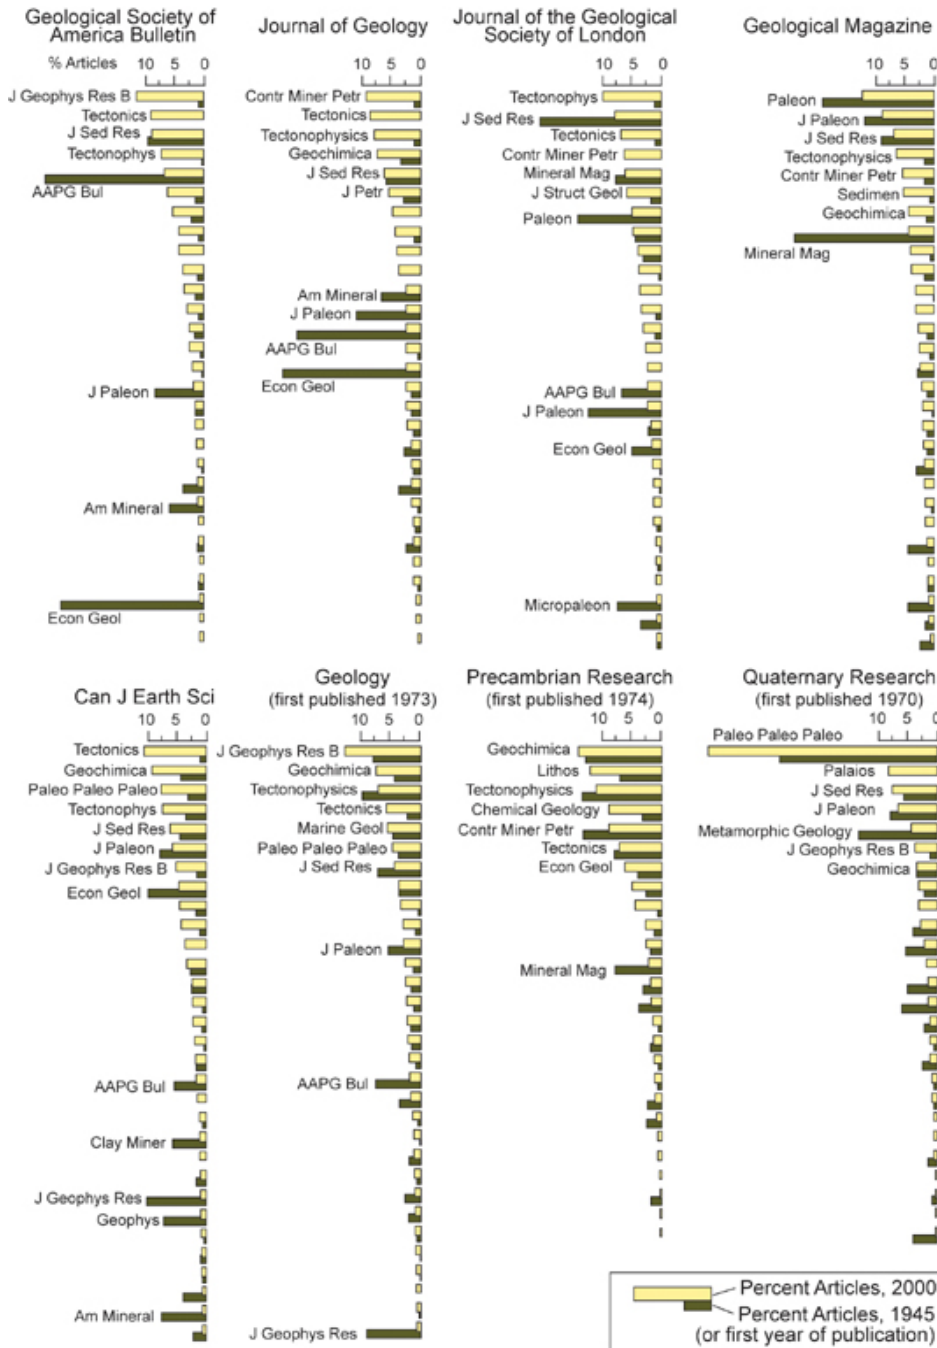 Geological Society of
America Bulletin
% Articles
10 5 0
J Geophys Res B
Tectonics
J Sed Res
Tectonophys
AAPG Bul
J Paleon
Am Mineral
Econ Geol
Journal of Geology
10 5 0
Contr Miner Petr
Tectonics
Tectonophysics
Geochimica
J Sed Res
J Petr
Am Mineral
J Paleon
AAPG Bul
Econ Geol
Journal of the Geological
Society of London
10 5 0
Tectonophys
J Sed Res
Tectonics
Contr Miner Petr
Mineral Mag
J Struct Geol
Paleon
AAPG Bul
J Paleon
Econ Geol
Micropaleon
Geological Magazine
10 5 0
Paleon
J Paleon
J Sed Res
Tectonophysics
Contr Miner Petr
Sedimen
Geochimica
Mineral Mag
Can J Earth Sci
10 5 0
Tectonics
Geochimica
Paleo Paleo Paleo
Tectonophys
J Sed Res
J Paleon
J Geophys Res B
Econ Geol
AAPG Bul
Clay Miner
J Geophys Res
Geophys
Am Mineral
Geology
(first published 1973)
10 5 0
J Geophys Res B
Geochimica
Tectonophysics
Tectonics
Marine Geol
Paleo Paleo Paleo
J Sed Res
J Paleon
AAPG Bul
J Geophys Res
Precambrian Research
(first published 1974)
10 5 0
Geochimica
Lithos
Tectonophysics
Chemical Geology
Contr Miner Petr
Tectonics
Econ Geol
Mineral Mag
Quaternary Research
(first published 1970)
10 5 0
Paleo Paleo Paleo
Palaios
J Sed Res
J Paleon
Metamorphic Geology
J Geophys Res B
Geochimica
Percent Articles, 2000
Percent Articles, 1945
(or first year of publication)